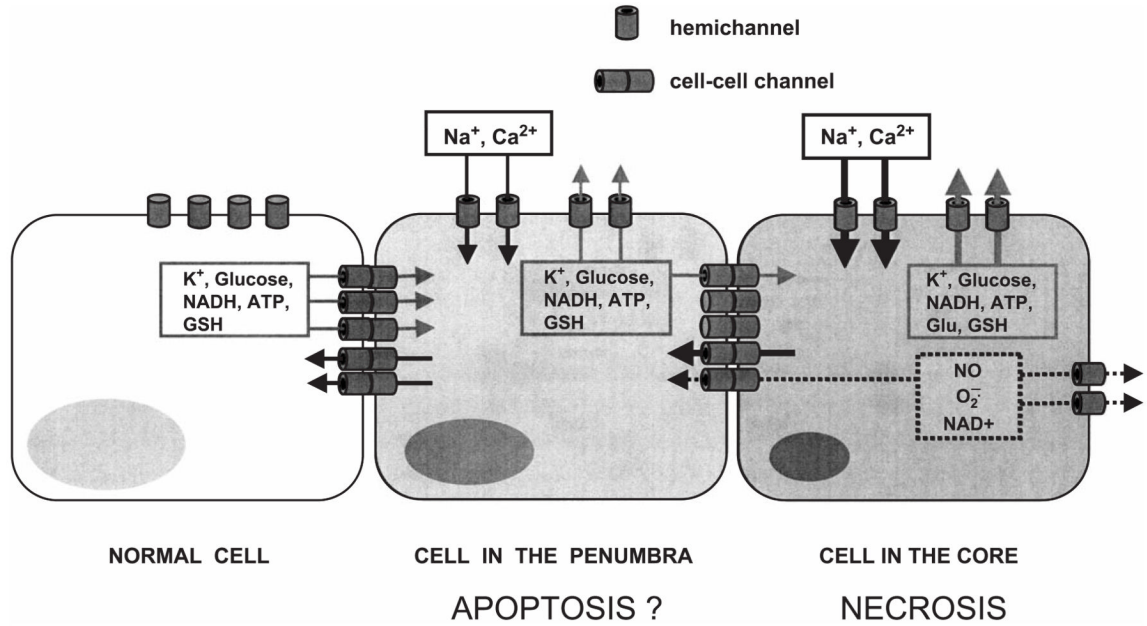 hemichannel
cell-cell channel
Na⁺, Ca²⁺
Na⁺, Ca²⁺
K⁺, Glucose,
NADH, ATP,
GSH
K⁺, Glucose,
NADH, ATP,
GSH
K⁺, Glucose,
NADH, ATP,
Glu, GSH
NO
O₂⁻·
NAD+
NORMAL CELL
CELL IN THE PENUMBRA
CELL IN THE CORE
APOPTOSIS ?
NECROSIS